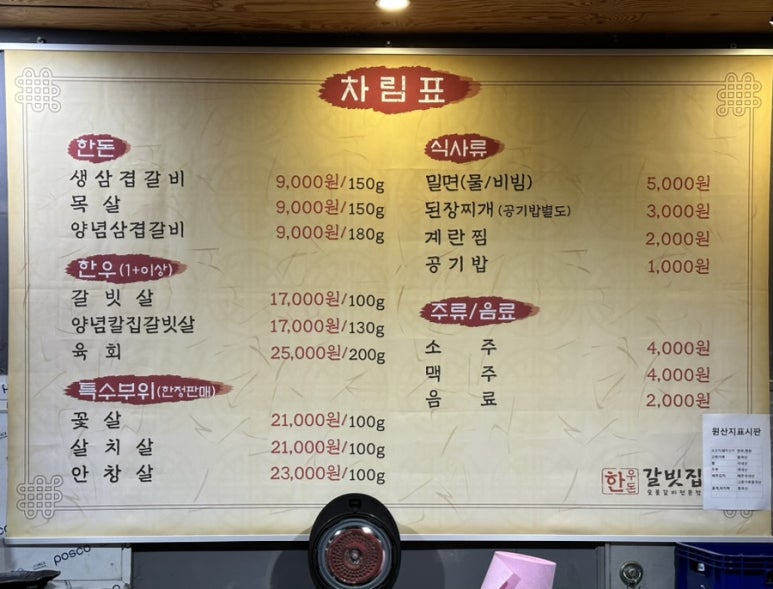 차림표
한돈
생삼겹갈비 9,000원/150g
목살 9,000원/150g
양념삼겹갈비 9,000원/180g
한우(1+이상)
갈빗살 17,000원/100g
양념칼집갈빗살 17,000원/130g
육회 25,000원/200g
특수부위(한정판매)
꽃살 21,000원/100g
살치살 21,000원/100g
안창살 23,000원/100g
식사류
밀면(물/비빔) 5,000원
된장찌개(공기밥별도) 3,000원
계란찜 2,000원
공기밥 1,000원
주류/음료
소주 4,000원
맥주 4,000원
음료 2,000원
원산지표시판
한우돈 갈빗집
숯불갈비전문점
posco